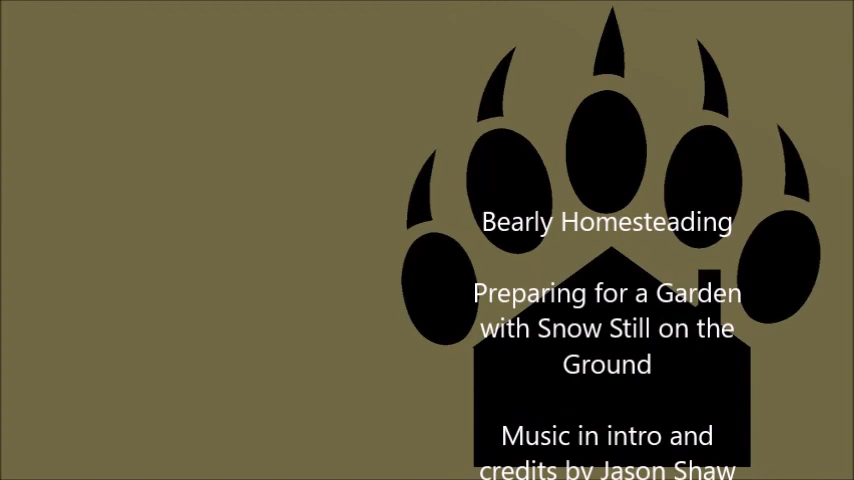 Bearly Homesteading
Preparing for a Garden
with Snow Still on the
Ground
Music in intro and
credits by Jason Shaw